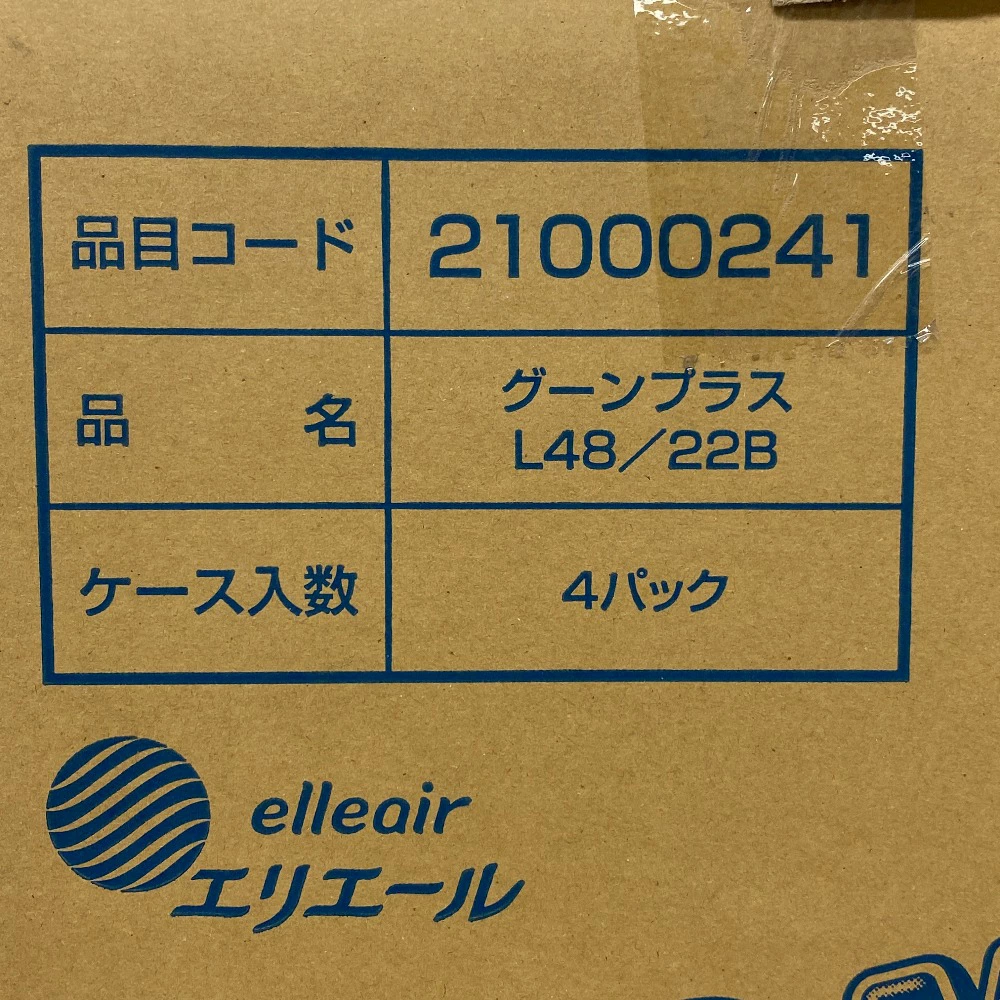 品目コード 21000241
品名 グーンプラス
L48／22B
ケース入数 4パック
elleair
エリエール